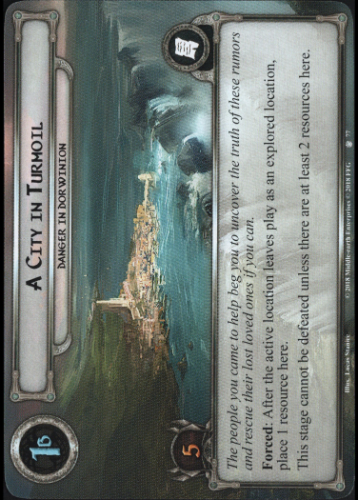 1B
A City in Turmoil
Danger in Dorwinion
5
The people you came to help beg you to uncover the truth of these rumors
and rescue their lost loved ones if you can.
Forced: After the active location leaves play as an explored location,
place 1 resource here.
This stage cannot be defeated unless there are at least 2 resources here.
Illus. Lucas Staniec
© 2018 Middle-earth Enterprises © 2018 FFG
77